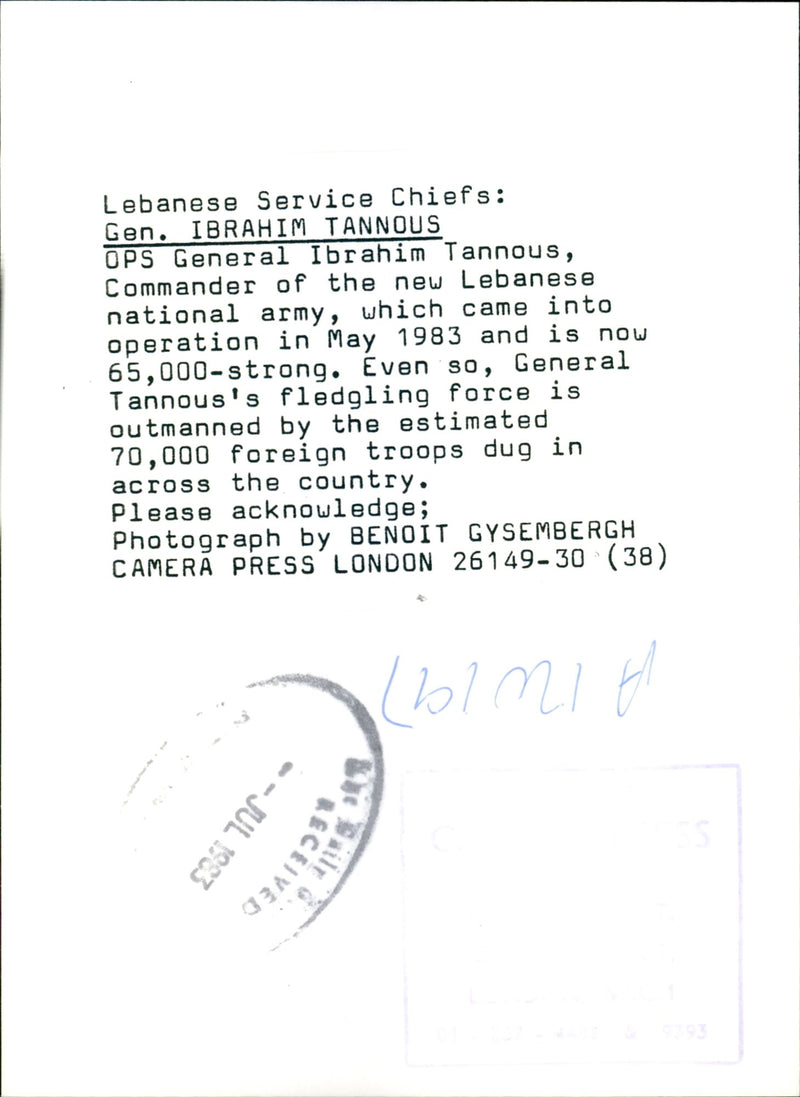 Lebanese Service Chiefs:
Gen. IBRAHIM TANNOUS
OPS General Ibrahim Tannous,
Commander of the new Lebanese
national army, which came into
operation in May 1983 and is now
65,000-strong. Even so, General
Tannous's fledgling force is
outmanned by the estimated
70,000 foreign troops dug in
across the country.
Please acknowledge;
Photograph by BENOIT GYSEMBERGH
CAMERA PRESS LONDON 26149-30 (38)
RECEIVED
JUL 1983
9393